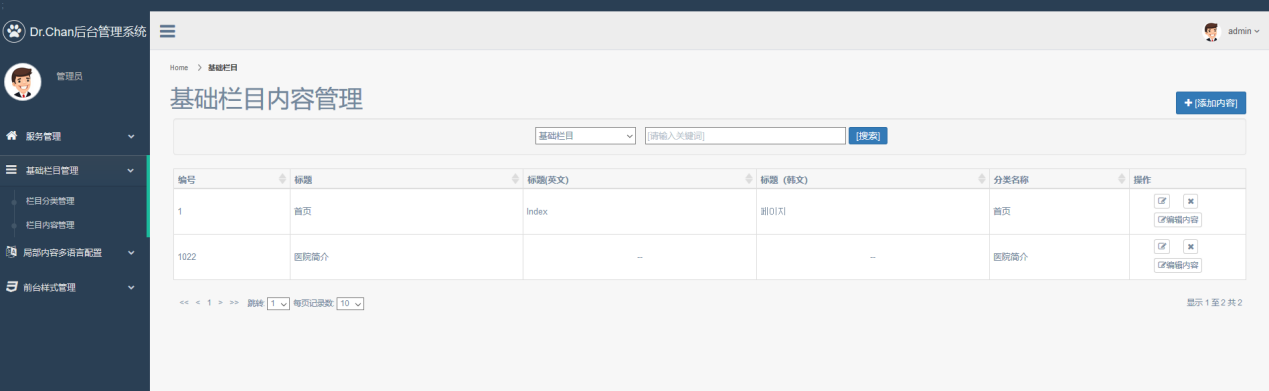 Dr.Chan后台管理系统
admin
管理员
服务管理
基础栏目管理
栏目分类管理
栏目内容管理
局部内容多语言配置
前台样式管理
Home > 基础栏目
基础栏目内容管理
[添加内容]
基础栏目 [请输入关键词] [搜索]
编号 标题 标题(英文) 标题（韩文） 分类名称 操作
1 首页 Index 페이지 首页
编辑内容
1022 医院简介 -- -- 医院简介
编辑内容
<< < 1 > >> 跳转: 1 每页记录数: 10 显示 1 至 2 共 2